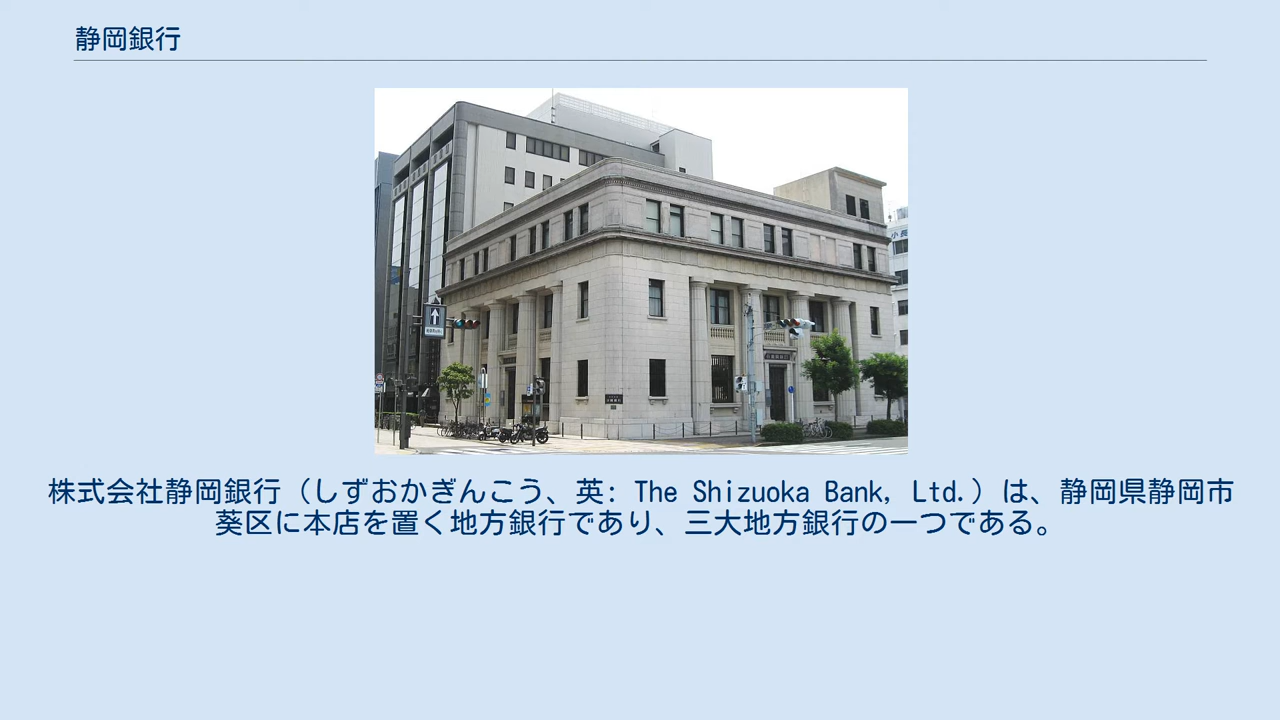 静岡銀行
小長
株式会社静岡銀行（しずおかぎんこう、英: The Shizuoka Bank, Ltd.）は、静岡県静岡市
葵区に本店を置く地方銀行であり、三大地方銀行の一つである。